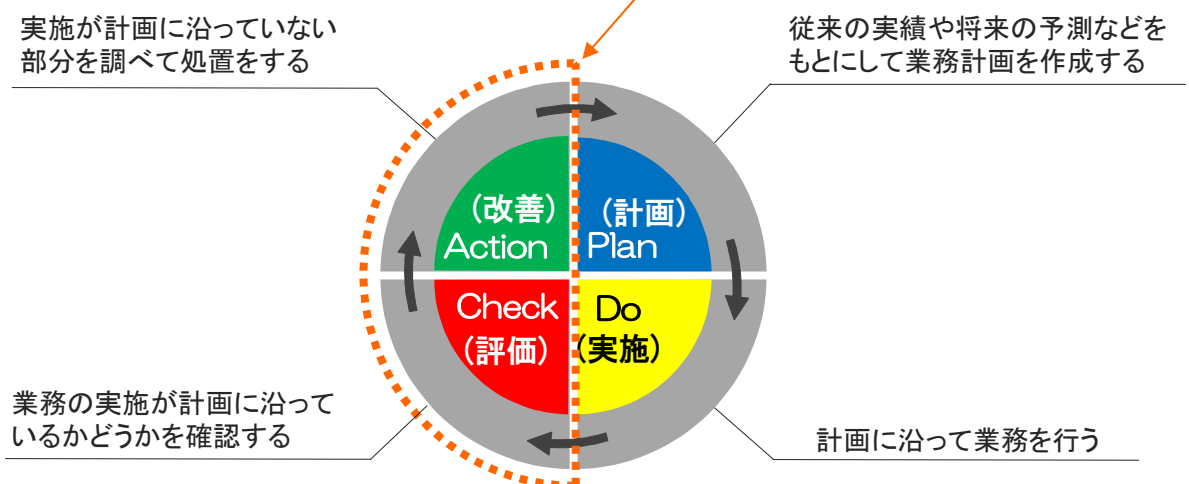 実施が計画に沿っていない
部分を調べて処置をする
従来の実績や将来の予測などを
もとにして業務計画を作成する
(改善)
Action
(計画)
Plan
Check
(評価)
Do
(実施)
業務の実施が計画に沿って
いるかどうかを確認する
計画に沿って業務を行う